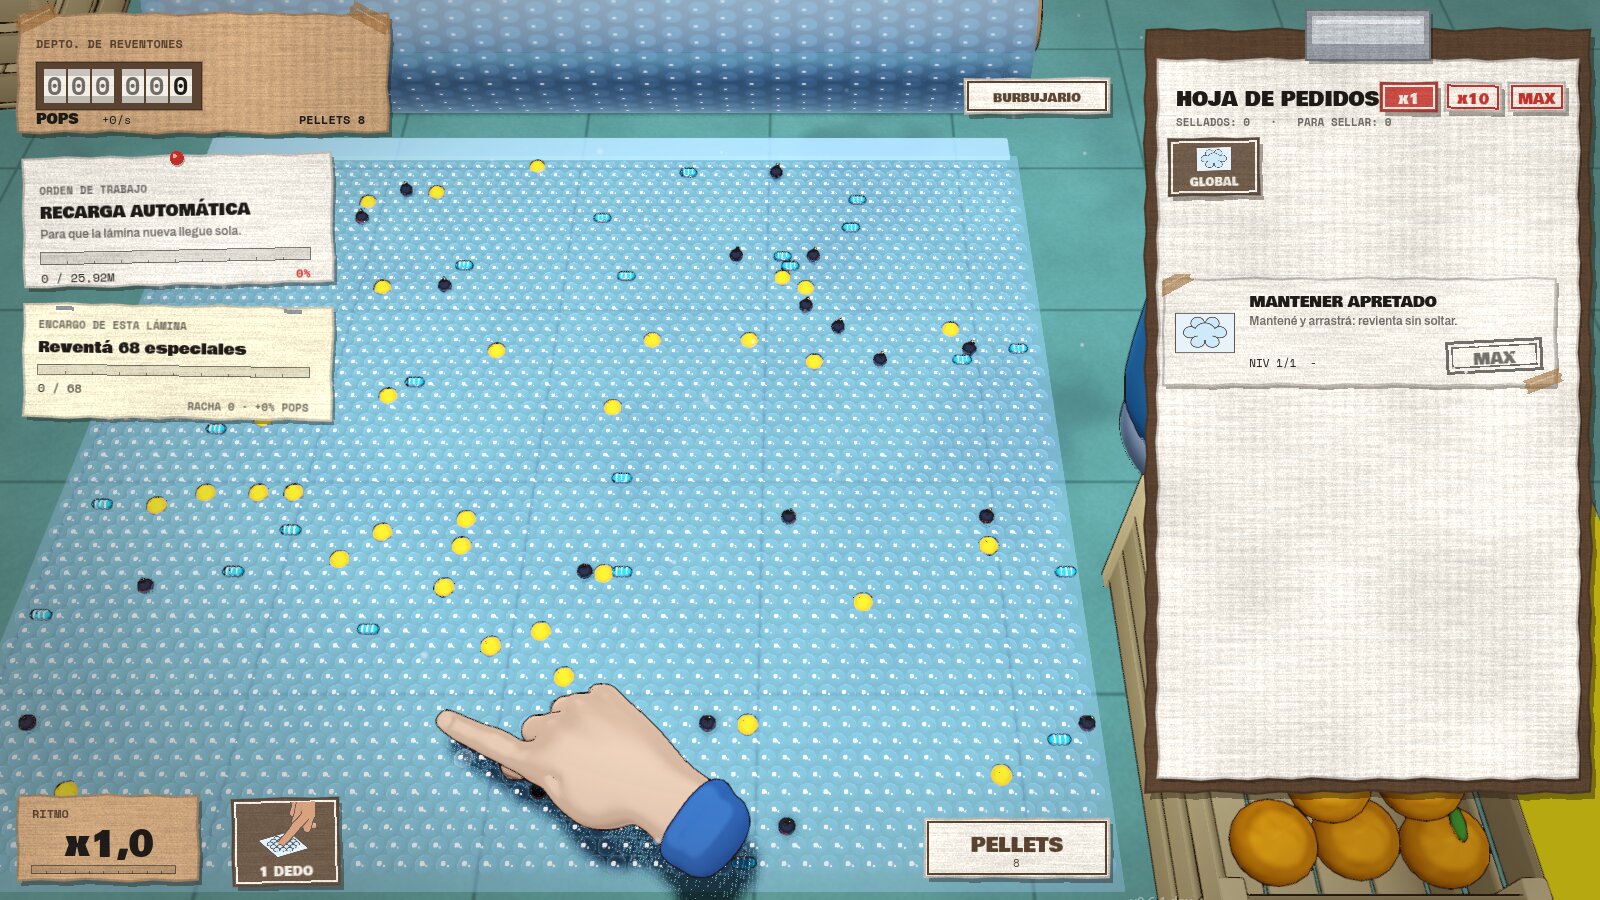 DEPTO. DE REVENTONES
000 000
POPS +0/s PELLETS 8
ORDEN DE TRABAJO
RECARGA AUTOMÁTICA
Para que la lámina nueva llegue sola.
0 / 25.92M 0%
ENCARGO DE ESTA LÁMINA
Reventá 68 especiales
0 / 68
RACHA 0 · +0% POPS
BURBUJARIO
HOJA DE PEDIDOS x1 x10 MAX
SELLADOS: 0 · PARA SELLAR: 0
GLOBAL
MANTENER APRETADO
Mantené y arrastrá: revienta sin soltar.
NIV 1/1 -
MAX
RITMO
x1,0
1 DEDO
PELLETS
8